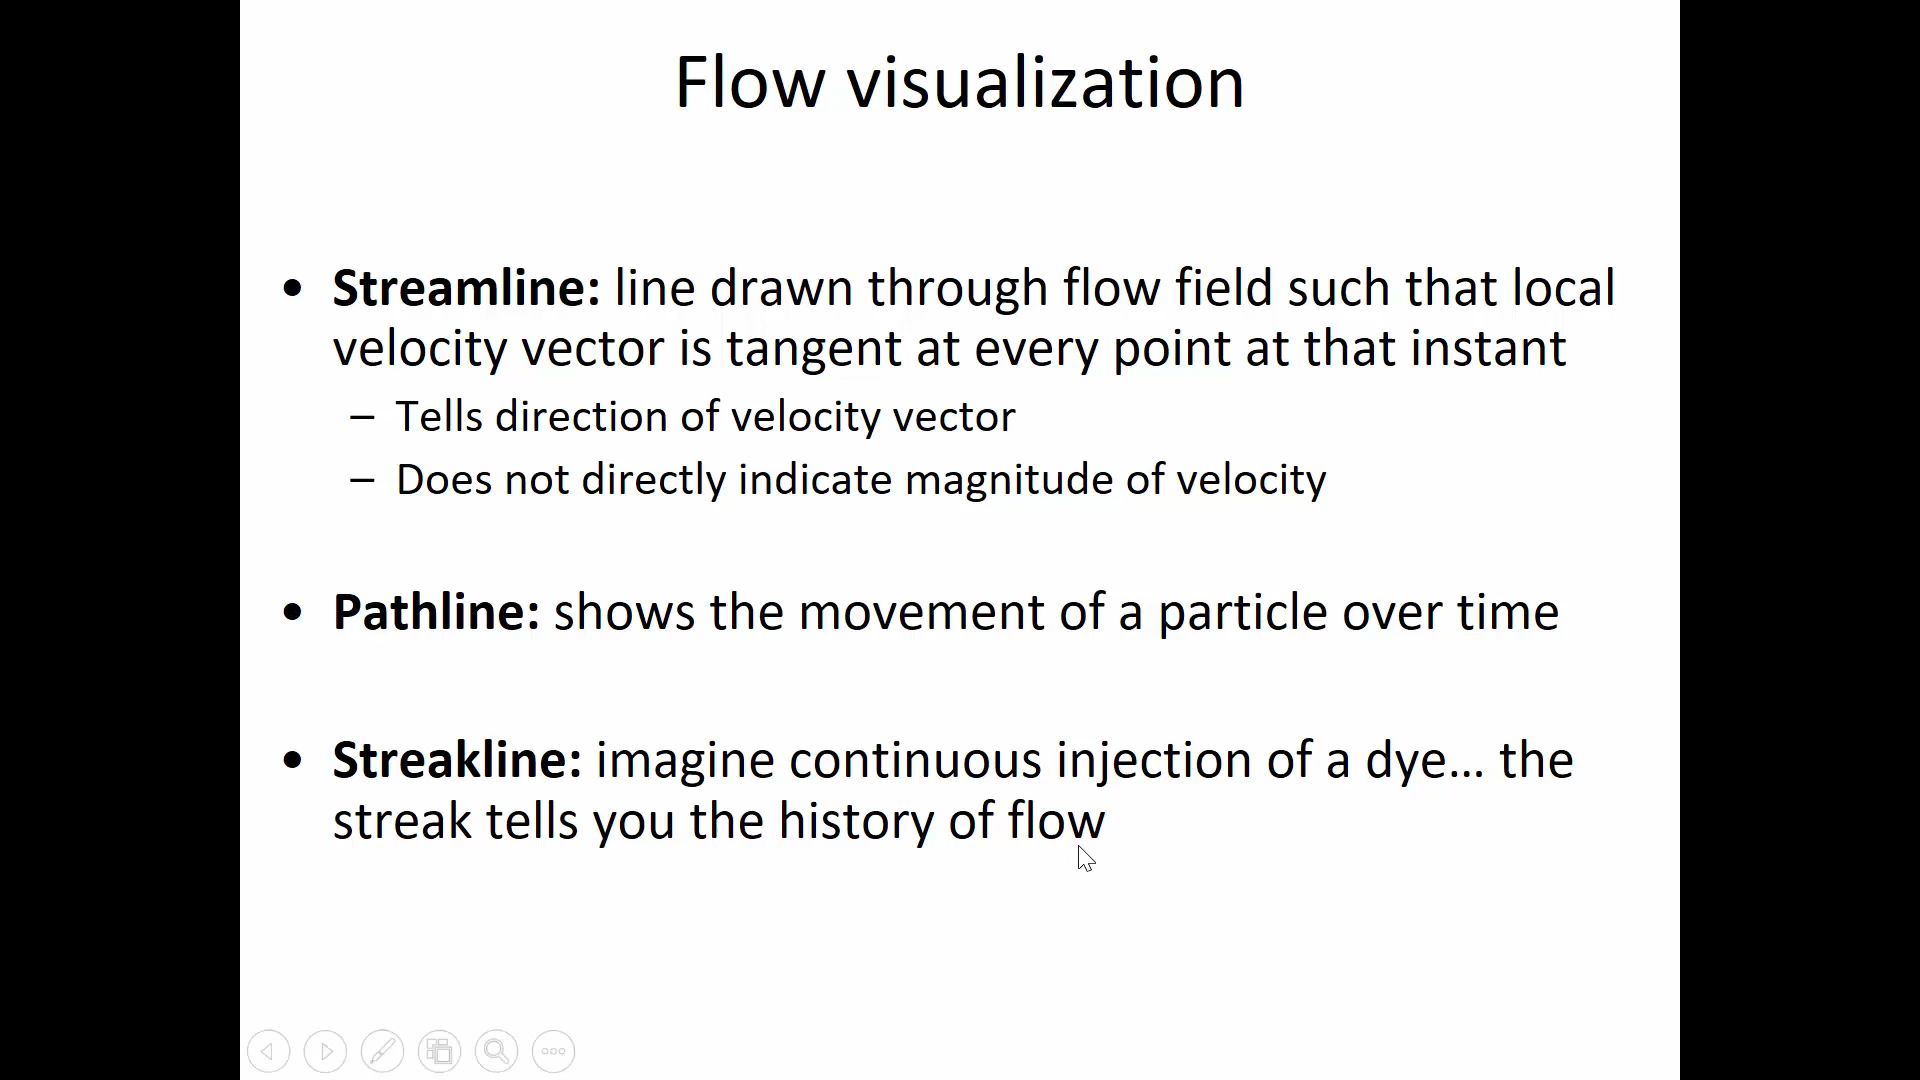 Flow visualization
• Streamline: line drawn through flow field such that local
velocity vector is tangent at every point at that instant
– Tells direction of velocity vector
– Does not directly indicate magnitude of velocity
• Pathline: shows the movement of a particle over time
• Streakline: imagine continuous injection of a dye… the
streak tells you the history of flow